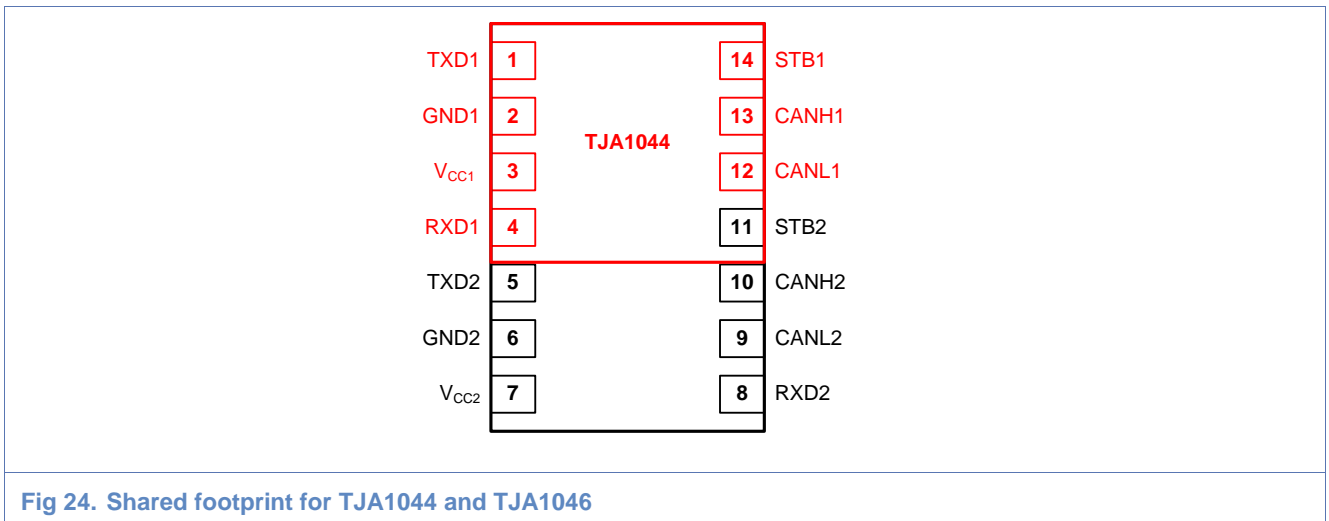 TXD1 1 14 STB1
GND1 2 13 CANH1
TJA1044
VCC1 3 12 CANL1
RXD1 4 11 STB2
TXD2 5 10 CANH2
GND2 6 9 CANL2
VCC2 7 8 RXD2
Fig 24. Shared footprint for TJA1044 and TJA1046